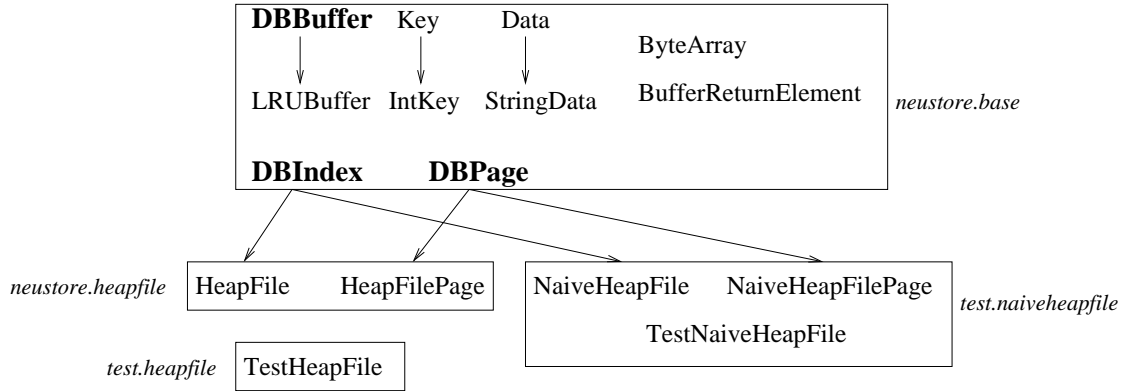 DBBuffer Key Data
ByteArray
LRUBuffer IntKey StringData
BufferReturnElement
neustore.base
DBIndex DBPage
neustore.heapfile
HeapFile HeapFilePage
NaiveHeapFile NaiveHeapFilePage
test.naiveheapfile
TestNaiveHeapFile
test.heapfile
TestHeapFile